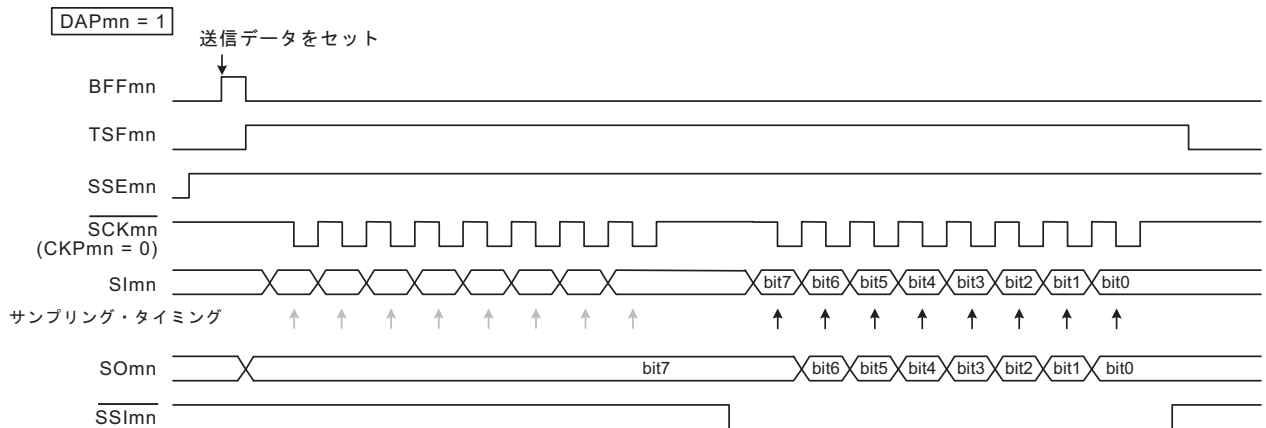 DAPmn = 1
送信データをセット
BFFmn
TSFmn
SSEmn
SCKmn
(CKPmn = 0)
SImn
bit7 bit6 bit5 bit4 bit3 bit2 bit1 bit0
サンプリング・タイミング
SOmn
bit7 bit6 bit5 bit4 bit3 bit2 bit1 bit0
SSImn